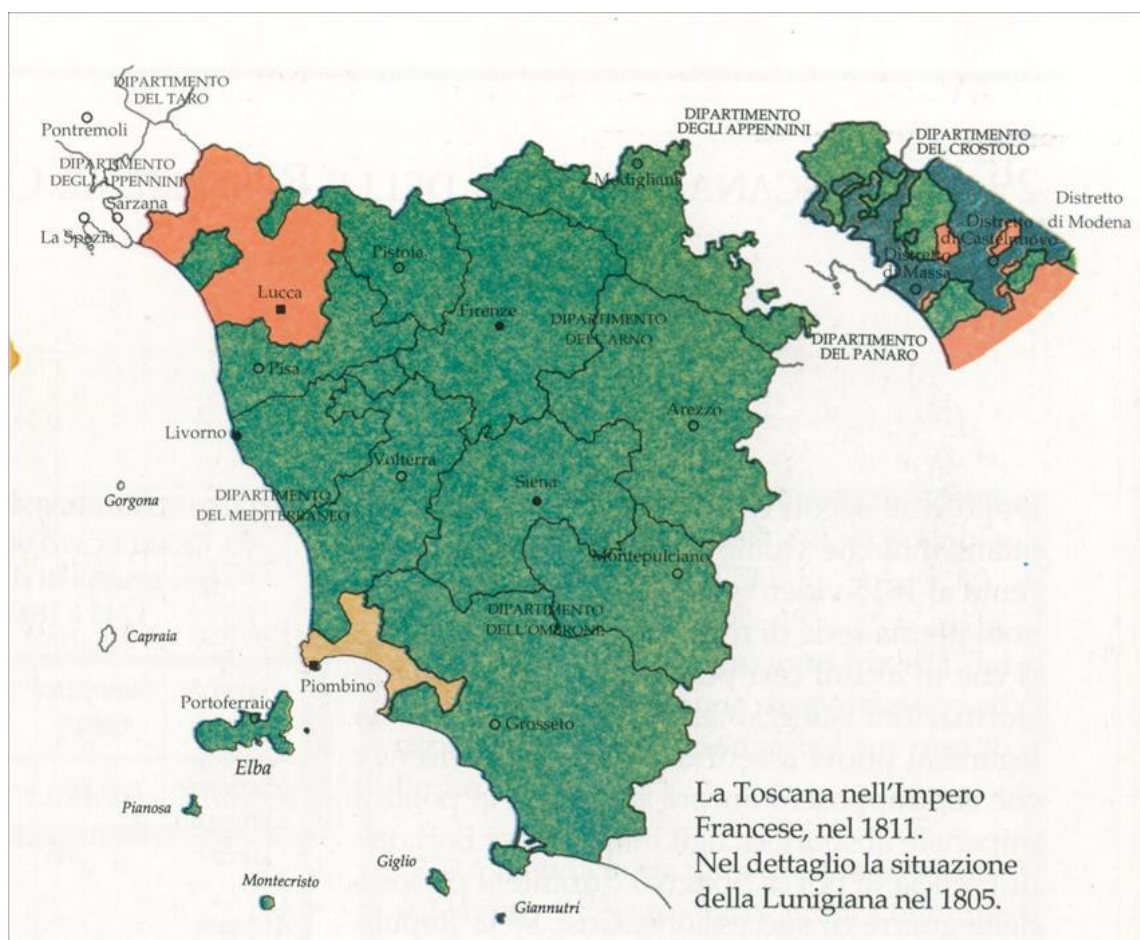 DIPARTIMENTO
DEL TARO
Pontremoli
DIPARTIMENTO
DEGLI APPENNINI
Sarzana
La Spezia
DIPARTIMENTO
DEGLI APPENNINI
DIPARTIMENTO
DEL CROSTOLO
Distretto
di Modena
Distretto
di Castelnuovo
Distretto
di Massa
DIPARTIMENTO
DEL PANARO
Modigliana
Pistoia
Lucca
Firenze
DIPARTIMENTO
DELL'ARNO
Pisa
Arezzo
Livorno
Volterra
Siena
Gorgona
DIPARTIMENTO
DEL MEDITERRANEO
Montepulciano
DIPARTIMENTO
DELL'OMBRONE
Capraia
Piombino
Portoferraio
Grosseto
Elba
Pianosa
Giglio
Montecristo
Giannutri
La Toscana nell'Impero
Francese, nel 1811.
Nel dettaglio la situazione
della Lunigiana nel 1805.